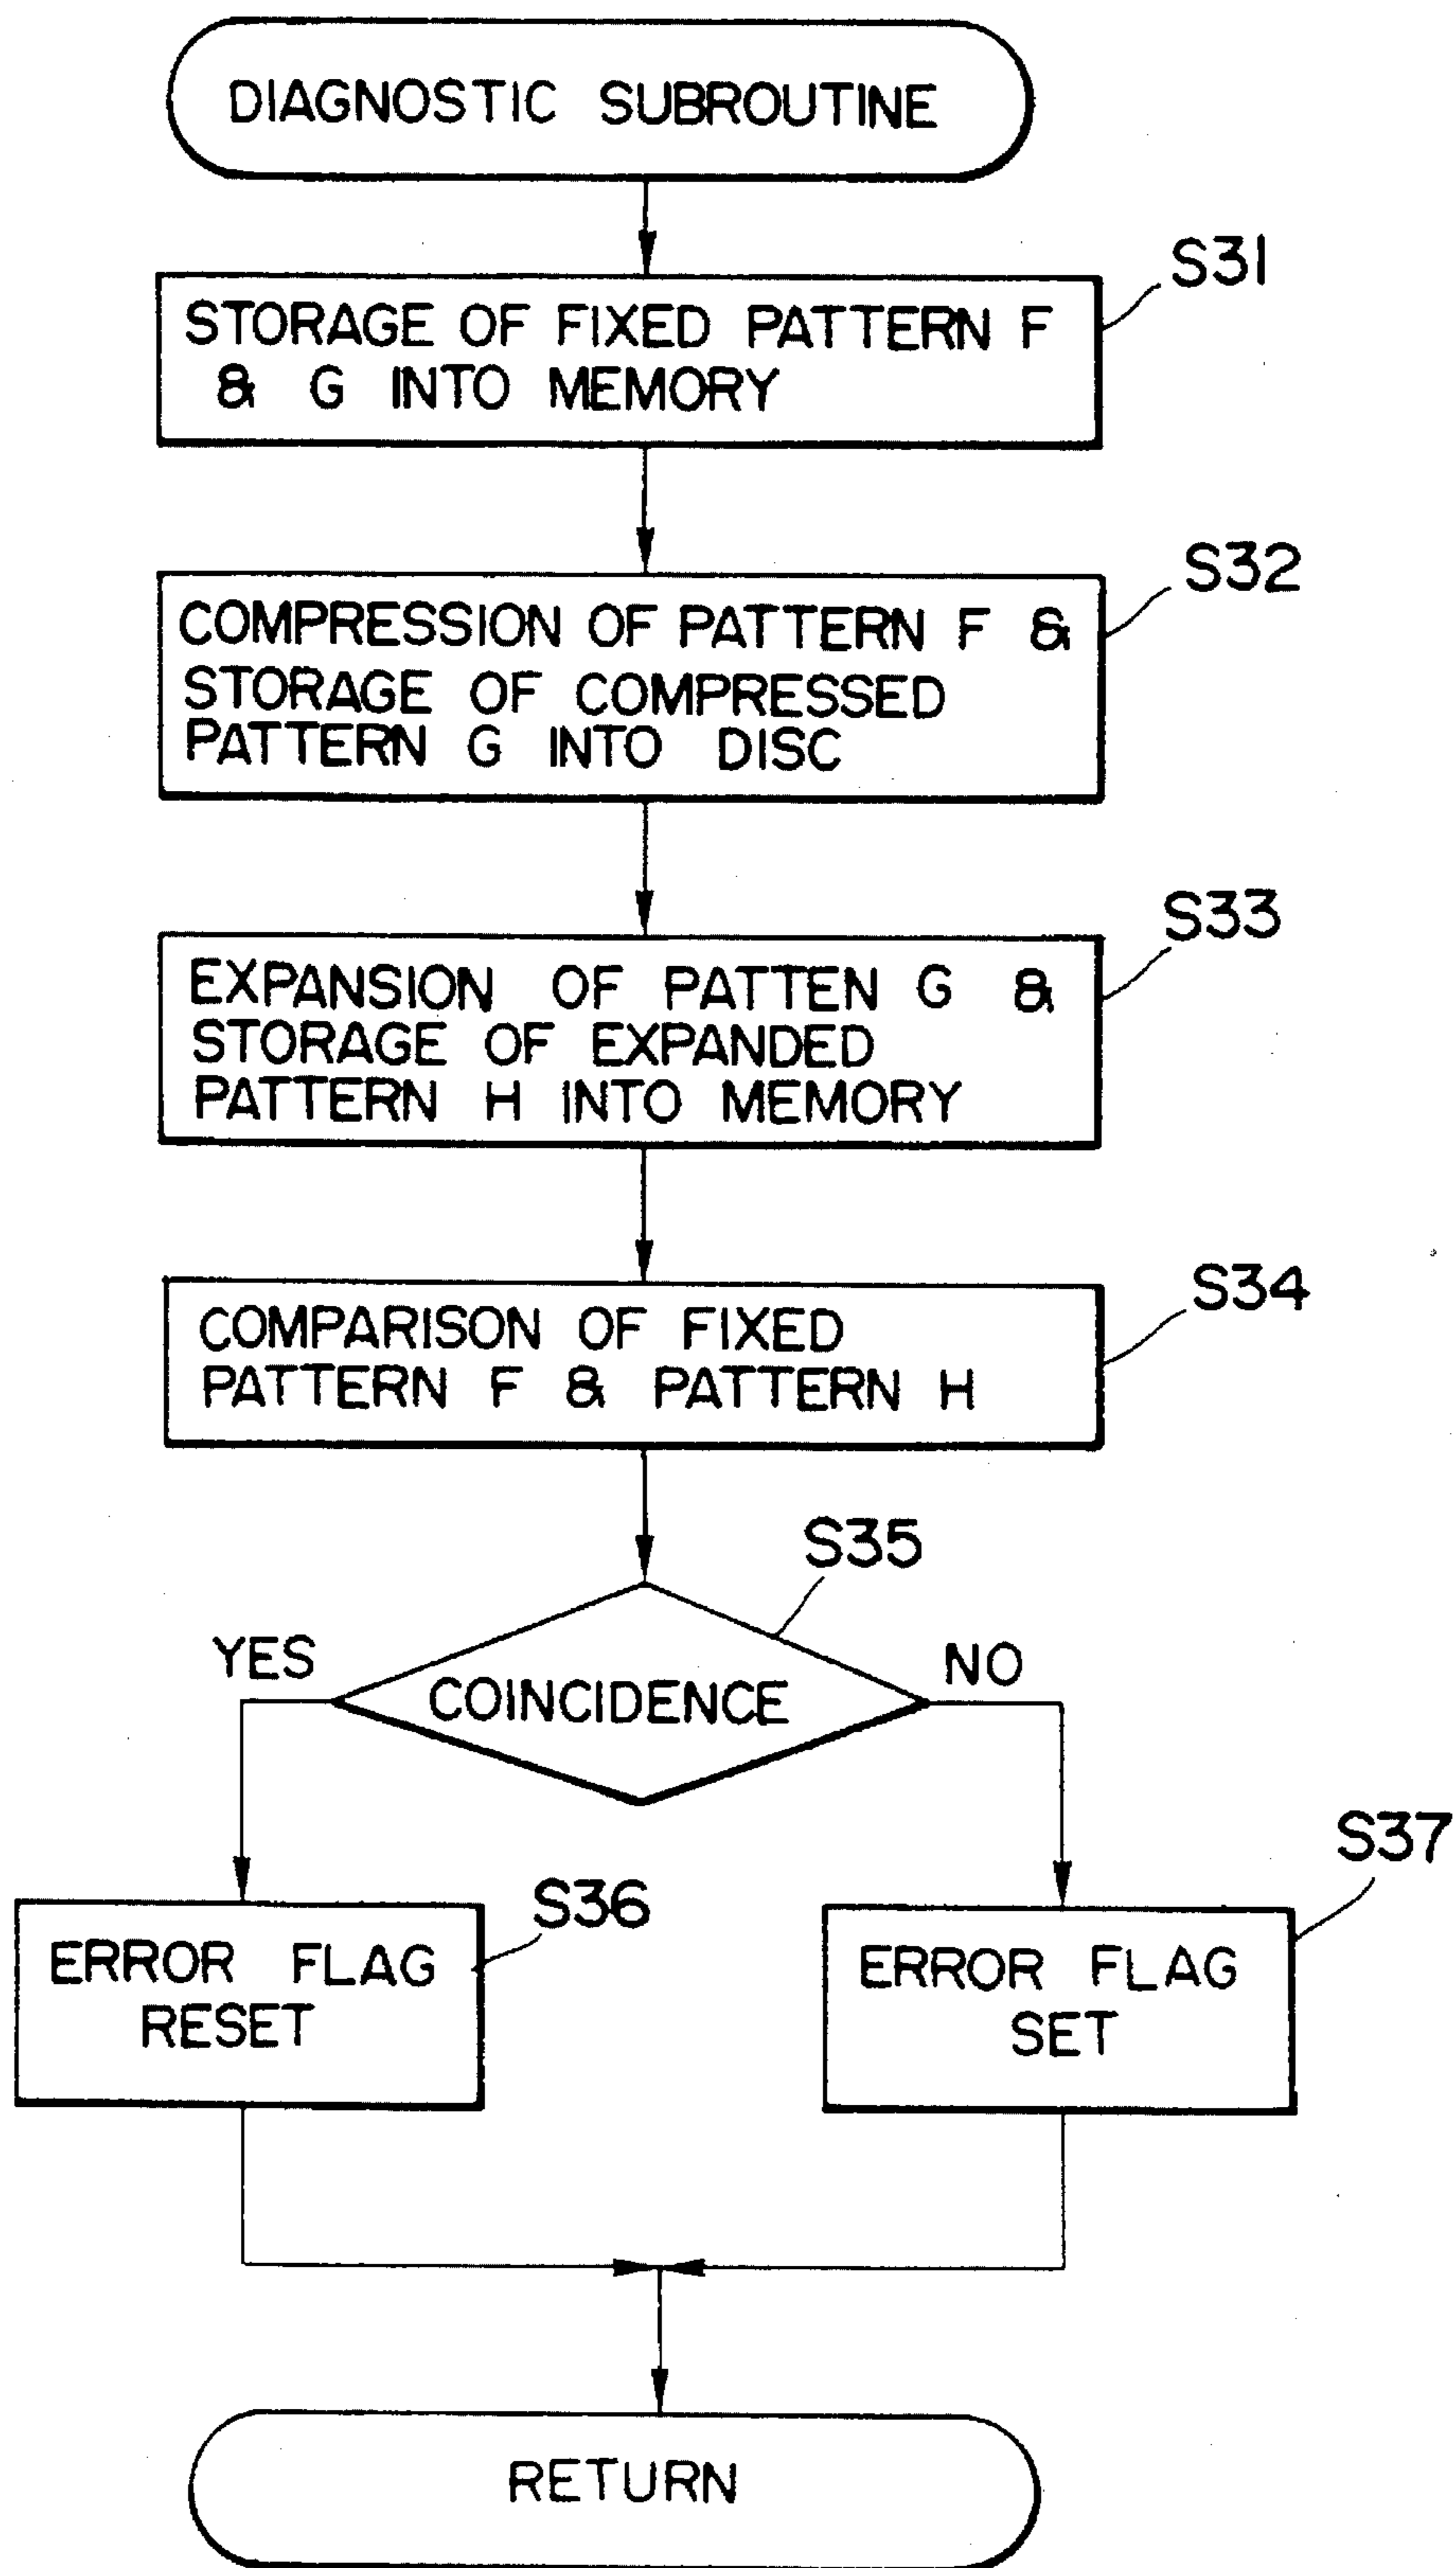 DIAGNOSTIC SUBROUTINE
S31
STORAGE OF FIXED PATTERN F
& G INTO MEMORY
S32
COMPRESSION OF PATTERN F &
STORAGE OF COMPRESSED
PATTERN G INTO DISC
S33
EXPANSION OF PATTEN G &
STORAGE OF EXPANDED
PATTERN H INTO MEMORY
S34
COMPARISON OF FIXED
PATTERN F & PATTERN H
S35
YES
COINCIDENCE
NO
S36
ERROR FLAG
RESET
S37
ERROR FLAG
SET
RETURN